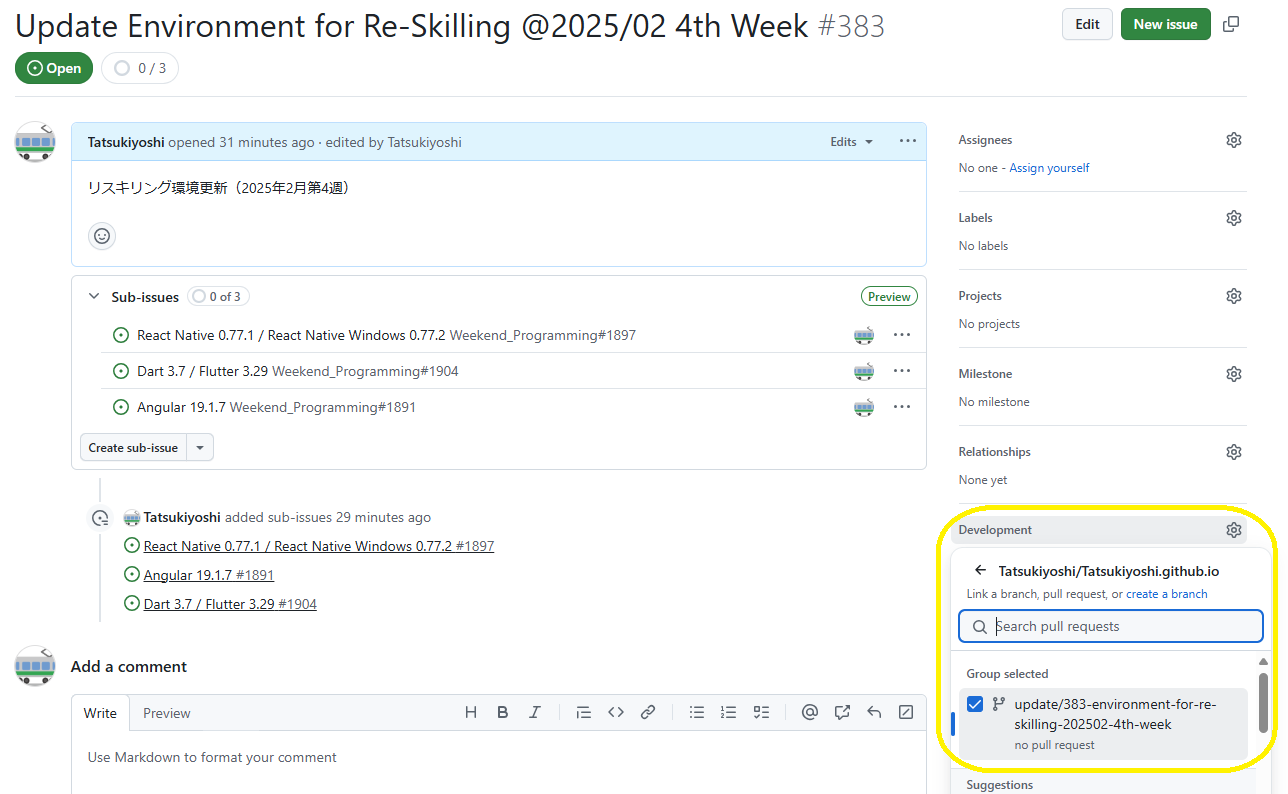 Update Environment for Re-Skilling @2025/02 4th Week #383
Edit
New issue
Open
0 / 3
Tatsukiyoshi opened 31 minutes ago · edited by Tatsukiyoshi
Edits
リスキリング環境更新（2025年2月第4週）
Sub-issues
0 of 3
Preview
React Native 0.77.1 / React Native Windows 0.77.2 Weekend_Programming#1897
Dart 3.7 / Flutter 3.29 Weekend_Programming#1904
Angular 19.1.7 Weekend_Programming#1891
Create sub-issue
Tatsukiyoshi added sub-issues 29 minutes ago
React Native 0.77.1 / React Native Windows 0.77.2 #1897
Angular 19.1.7 #1891
Dart 3.7 / Flutter 3.29 #1904
Add a comment
Write
Preview
Use Markdown to format your comment
Assignees
No one - Assign yourself
Labels
No labels
Projects
No projects
Milestone
No milestone
Relationships
None yet
Development
Tatsukiyoshi/Tatsukiyoshi.github.io
Link a branch, pull request, or create a branch
Search pull requests
Group selected
update/383-environment-for-re-
skilling-202502-4th-week
no pull request
Suggestions